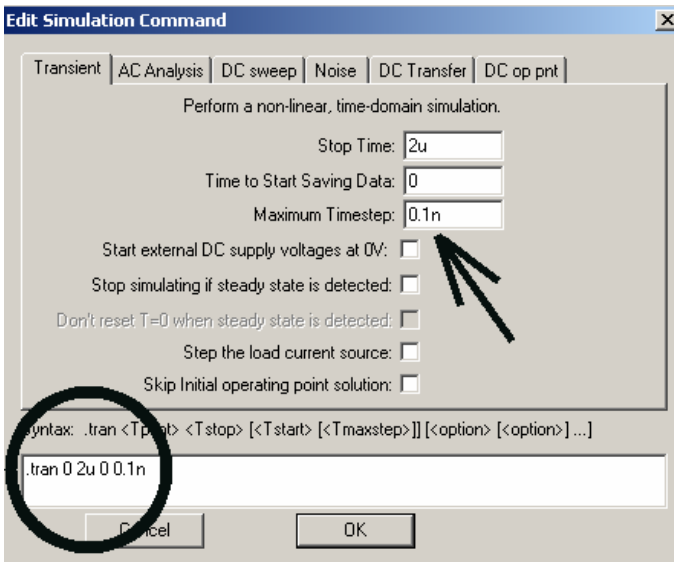 Edit Simulation Command
Transient AC Analysis DC sweep Noise DC Transfer DC op pnt
Perform a non-linear, time-domain simulation.
Stop Time: 2u
Time to Start Saving Data: 0
Maximum Timestep: 0.1n
Start external DC supply voltages at 0V:
Stop simulating if steady state is detected:
Don't reset T=0 when steady state is detected:
Step the load current source:
Skip Initial operating point solution:
.tran <Tstop> [<Tstart> [<Tmaxstep>]] [<option> [<option>] ...]
.tran 0 2u 0 0.1n
OK